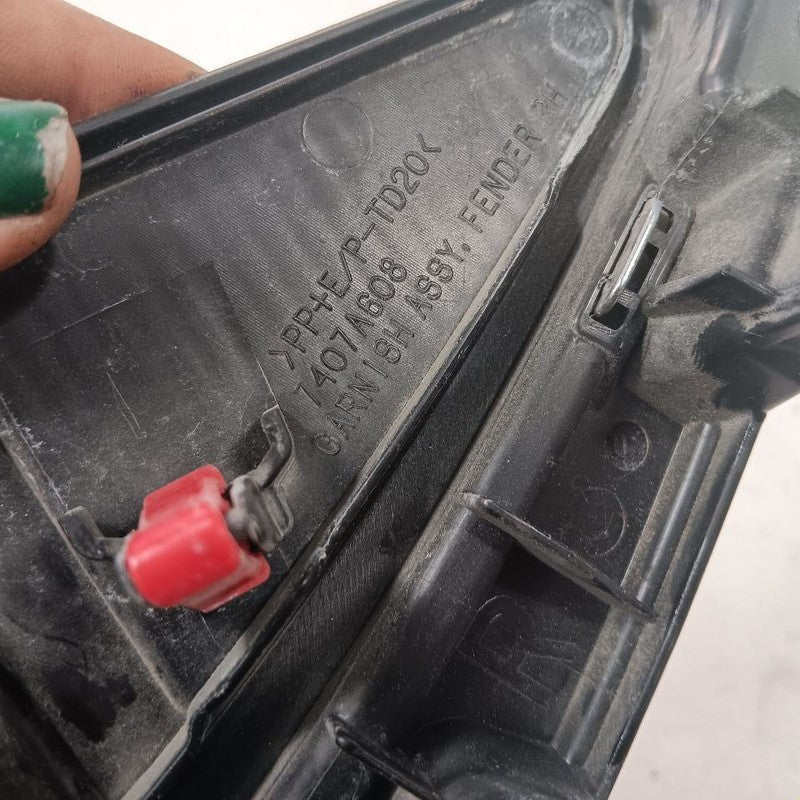 >PP+E/P-TD20<
7407A608
GARNISH ASSY, FENDER RH
R